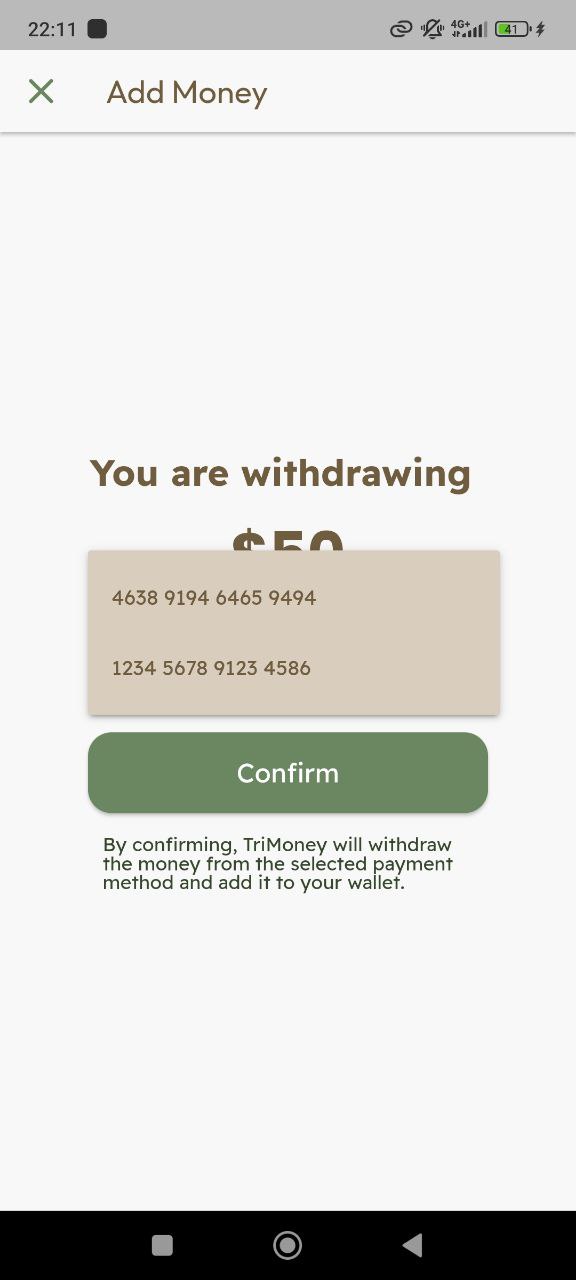 22:11
4G+
41
Add Money
You are withdrawing
$50
4638 9194 6465 9494
1234 5678 9123 4586
Confirm
By confirming, TriMoney will withdraw
the money from the selected payment
method and add it to your wallet.